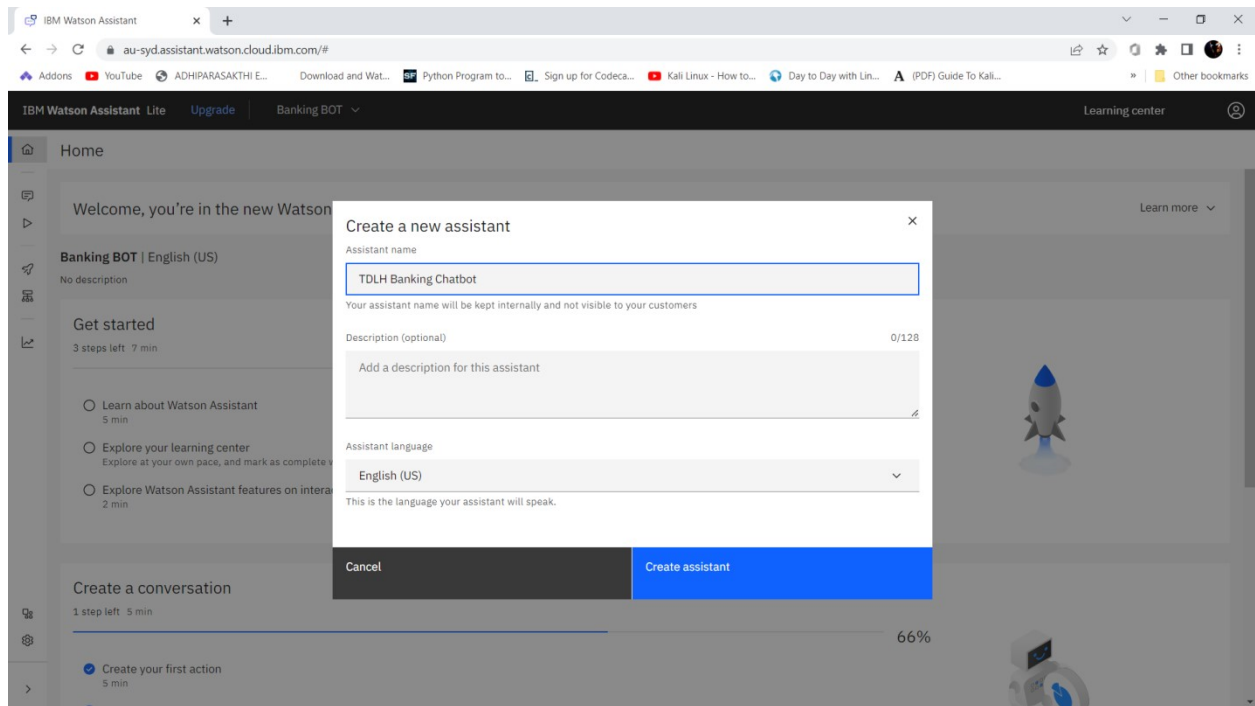 IBM Watson Assistant
au-syd.assistant.watson.cloud.ibm.com/#
Addons YouTube ADHIPARASAKTHI E... Download and Wat... SF Python Program to... Sign up for Codeca... Kali Linux - How to... Day to Day with Lin... A (PDF) Guide To Kali... » Other bookmarks
IBM Watson Assistant Lite Upgrade Banking BOT Learning center
Home
Welcome, you're in the new Watson Learn more
Create a new assistant
Assistant name
Banking BOT | English (US)
No description
TDLH Banking Chatbot
Your assistant name will be kept internally and not visible to your customers
Get started
3 steps left 7 min
Description (optional) 0/128
Add a description for this assistant
Learn about Watson Assistant
5 min
Explore your learning center
Explore at your own pace, and mark as complete
Assistant language
English (US)
Explore Watson Assistant features on
2 min
This is the language your assistant will speak.
Cancel Create assistant
Create a conversation
1 step left 5 min
66%
Create your first action
5 min